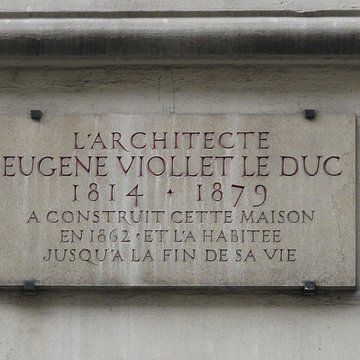 L'ARCHITECTE
EUGENE VIOLLET LE DUC
1814 · 1879
A CONSTRUIT CETTE MAISON
EN 1862 · ET L'A HABITEE
JUSQU'A LA FIN DE SA VIE